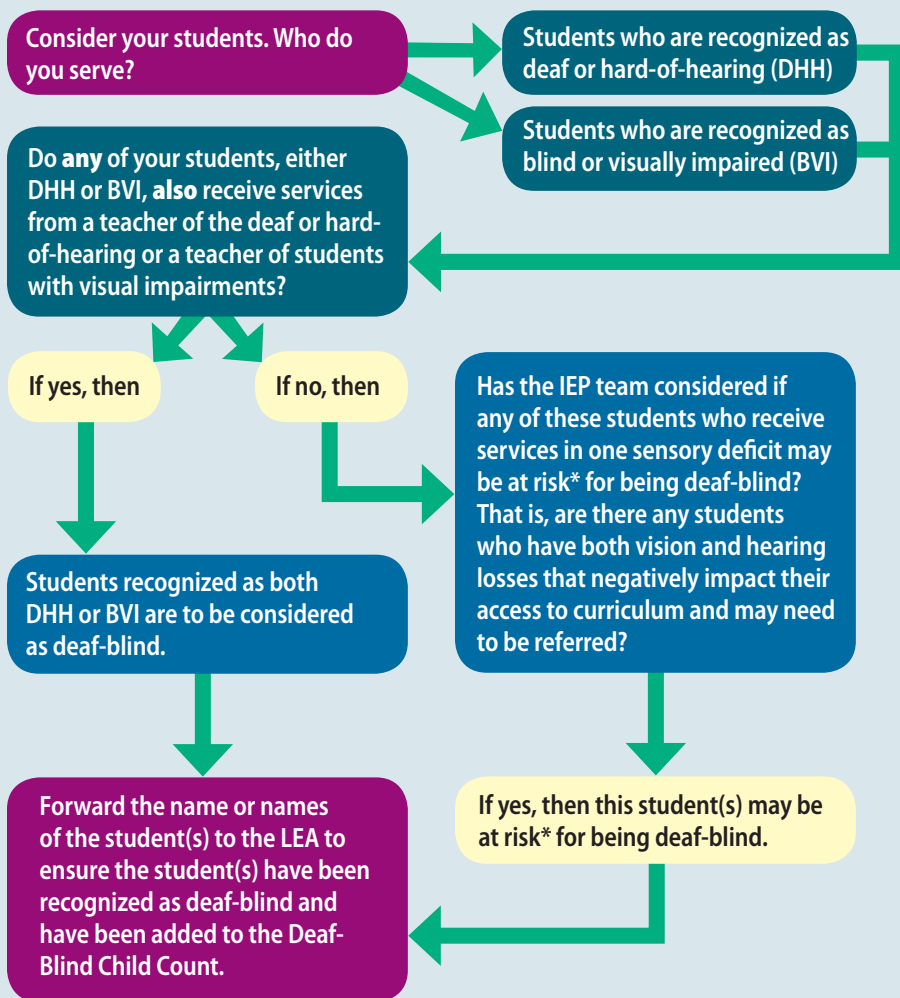 Consider your students. Who do
you serve?
Students who are recognized as
deaf or hard-of-hearing (DHH)
Students who are recognized as
blind or visually impaired (BVI)
Do any of your students, either
DHH or BVI, also receive services
from a teacher of the deaf or hard-
of-hearing or a teacher of students
with visual impairments?
If yes, then
If no, then
Has the IEP team considered if
any of these students who receive
services in one sensory deficit may
be at risk* for being deaf-blind?
That is, are there any students
who have both vision and hearing
losses that negatively impact their
access to curriculum and may need
to be referred?
Students recognized as both
DHH or BVI are to be considered
as deaf-blind.
If yes, then this student(s) may be
at risk* for being deaf-blind.
Forward the name or names
of the student(s) to the LEA to
ensure the student(s) have been
recognized as deaf-blind and
have been added to the Deaf-
Blind Child Count.